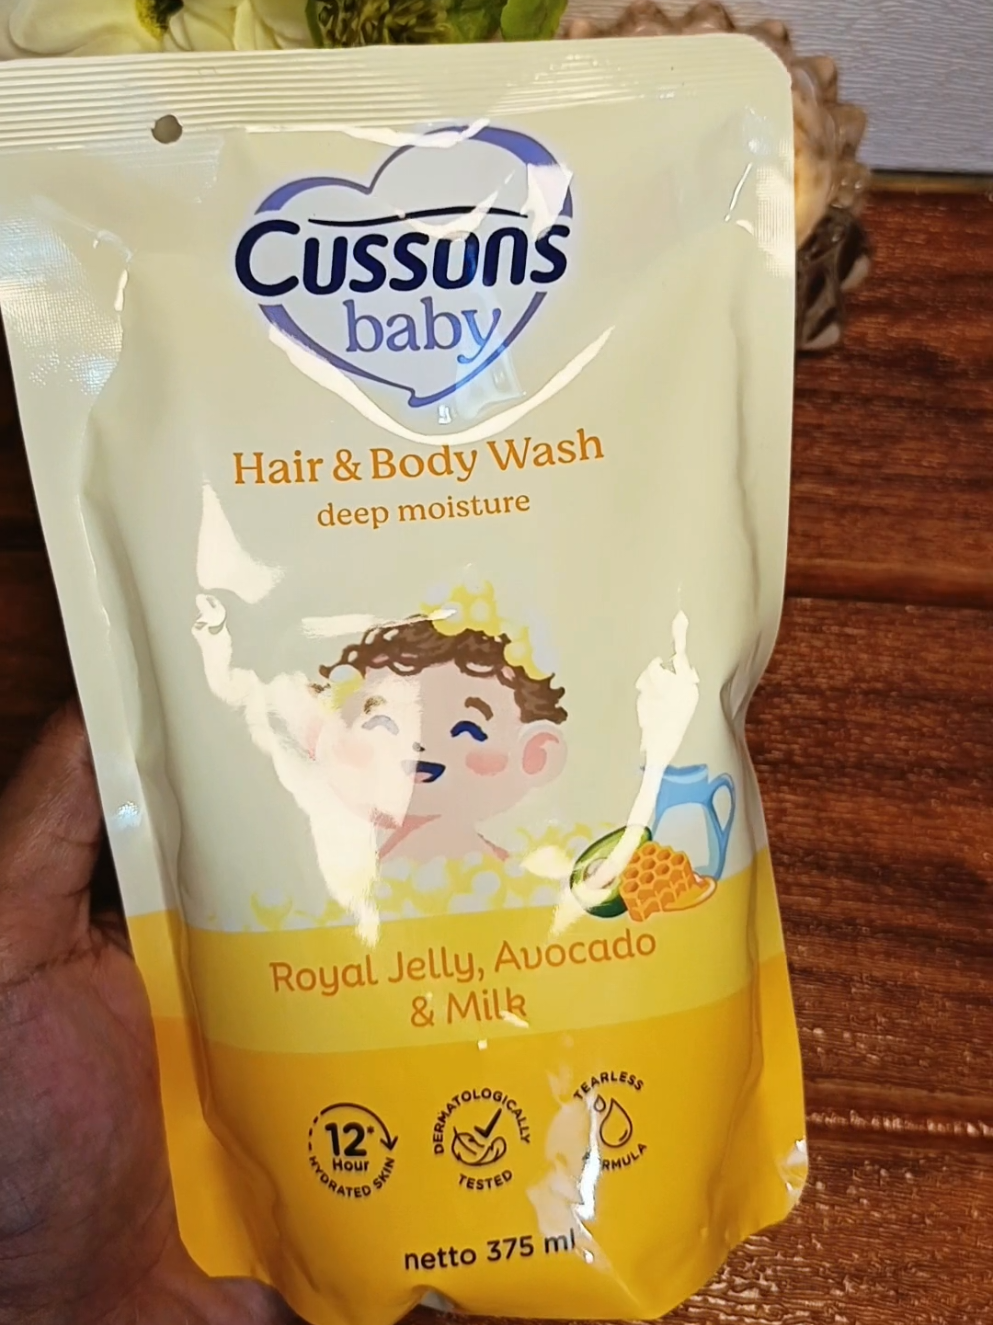 Cussons
baby
Hair & Body Wash
deep moisture
Royal Jelly, Avocado
& Milk
12*
Hour
HYDRATED SKIN
DERMATOLOGICALLY
TESTED
TEARLESS
netto 375 ml